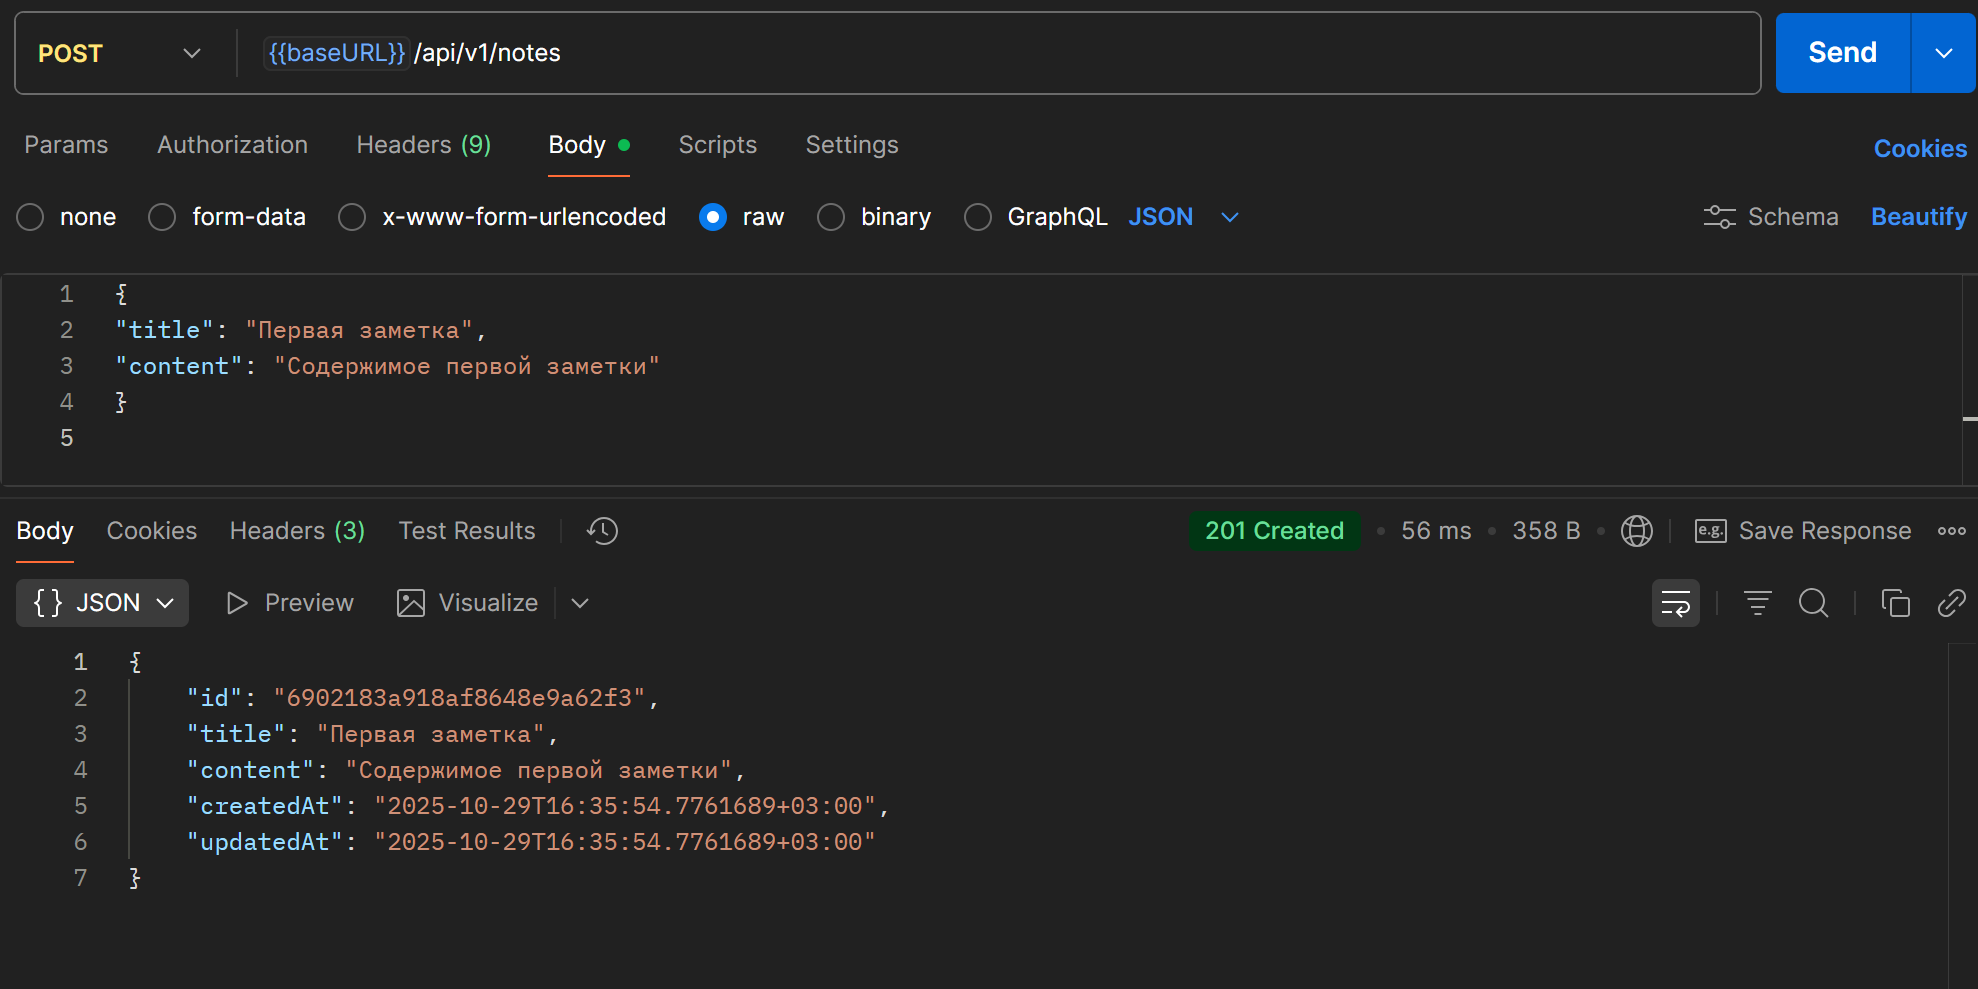 POST {{baseURL}} /api/v1/notes Send
Params Authorization Headers (9) Body Scripts Settings Cookies
none form-data x-www-form-urlencoded raw binary GraphQL JSON Schema Beautify
1 {
2 "title": "Первая заметка",
3 "content": "Содержимое первой заметки"
4 }
5
Body Cookies Headers (3) Test Results 201 Created • 56 ms • 358 B • e.g. Save Response
{} JSON Preview Visualize
1 {
2 "id": "6902183a918af8648e9a62f3",
3 "title": "Первая заметка",
4 "content": "Содержимое первой заметки",
5 "createdAt": "2025-10-29T16:35:54.7761689+03:00",
6 "updatedAt": "2025-10-29T16:35:54.7761689+03:00"
7 }